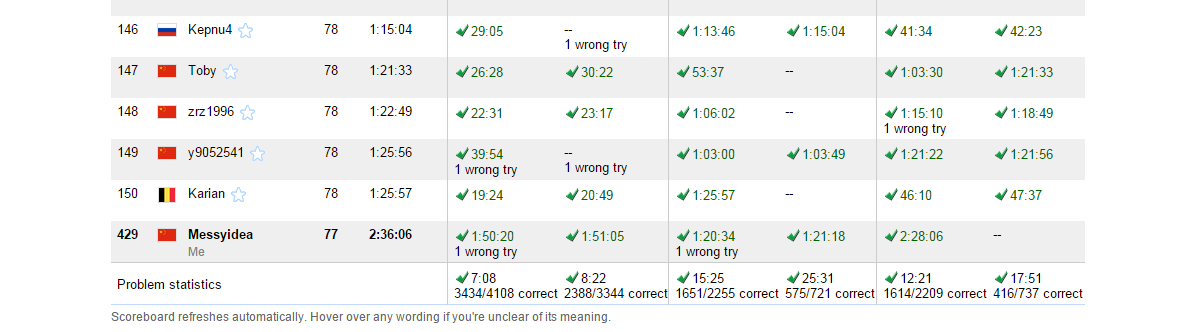 146 Kepnu4 78 1:15:04 29:05 -- 1:13:46 1:15:04 41:34 42:23
1 wrong try
147 Toby 78 1:21:33 26:28 30:22 53:37 -- 1:03:30 1:21:33
148 zrz1996 78 1:22:49 22:31 23:17 1:06:02 -- 1:15:10 1:18:49
1 wrong try
149 y9052541 78 1:25:56 39:54 -- 1:03:00 1:03:49 1:21:22 1:21:56
1 wrong try 1 wrong try
150 Karian 78 1:25:57 19:24 20:49 1:25:57 -- 46:10 47:37
429 Messyidea 77 2:36:06 1:50:20 1:51:05 1:20:34 1:21:18 2:28:06 --
Me 1 wrong try 1 wrong try
Problem statistics 7:08 8:22 15:25 25:31 12:21 17:51
3434/4108 correct 2388/3344 correct 1651/2255 correct 575/721 correct 1614/2209 correct 416/737 correct
Scoreboard refreshes automatically. Hover over any wording if you're unclear of its meaning.